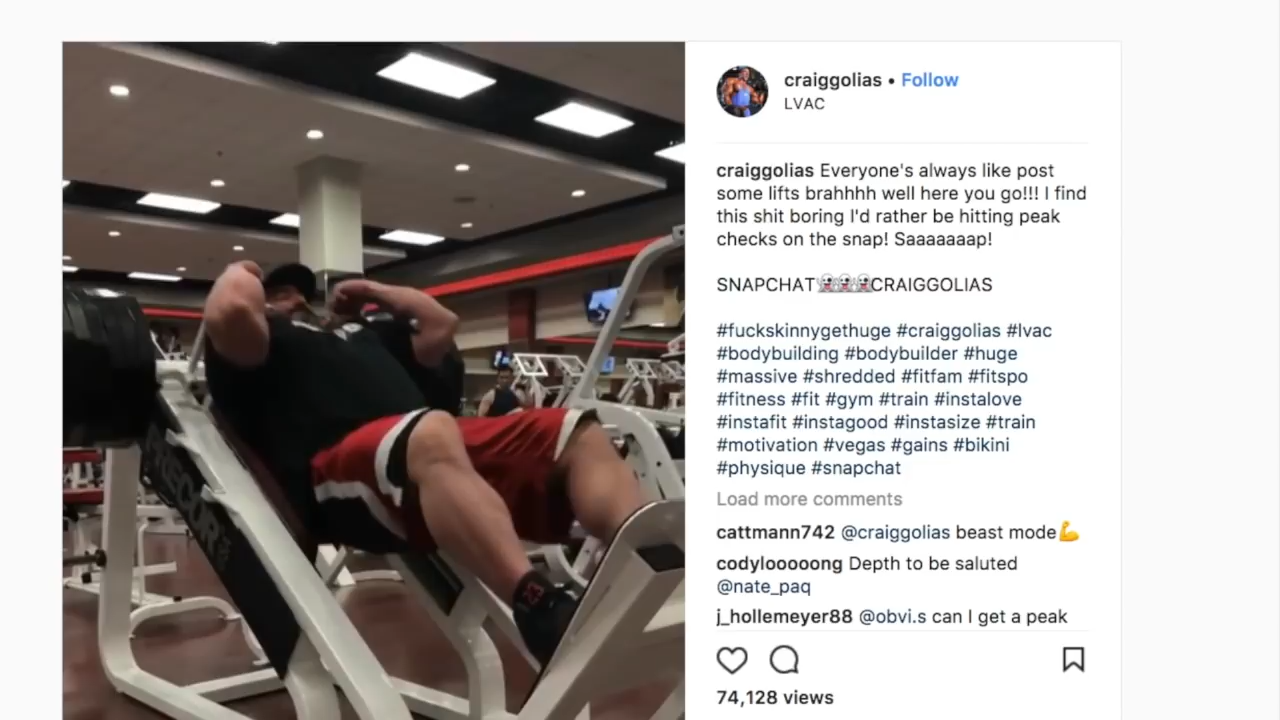 craiggolias • Follow
LVAC
craiggolias Everyone's always like post
some lifts brahhhh well here you go!!! I find
this shit boring I'd rather be hitting peak
checks on the snap! Saaaaaaap!
SNAPCHAT👻👻👻CRAIGGOLIAS
#fuckskinnygethuge #craiggolias #lvac
#bodybuilding #bodybuilder #huge
#massive #shredded #fitfam #fitspo
#fitness #fit #gym #train #instalove
#instafit #instagood #instasize #train
#motivation #vegas #gains #bikini
#physique #snapchat
Load more comments
cattmann742 @craiggolias beast mode💪
codylooooong Depth to be saluted
@nate_paq
j_hollemeyer88 @obvi.s can I get a peak
74,128 views
PRECOR
23